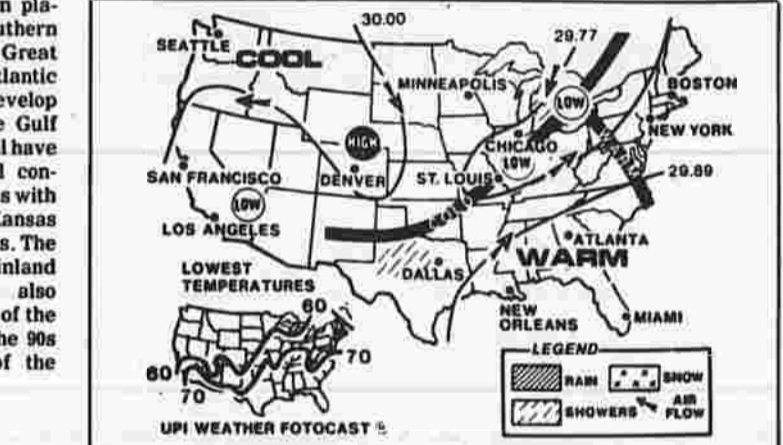 n pla-
uthern
Great
tlantic
evelop
e Gulf
l have
l con-
s with
Kansas
s. The
inland
also
of the
he 90s
of the
30.00
29.77
SEATTLE
COOL
MINNEAPOLIS
BOSTON
LOW
HIGH
CHICAGO
NEW YORK
LOW
WARM
SAN FRANCISCO
DENVER
ST. LOUIS
29.89
LOW
COLD
LOS ANGELES
ATLANTA
WARM
DALLAS
LOWEST
TEMPERATURES
NEW
ORLEANS
MIAMI
60
70
60
70
LEGEND
RAIN
SNOW
SHOWERS
AIR
FLOW
UPI WEATHER FOTOCAST ®